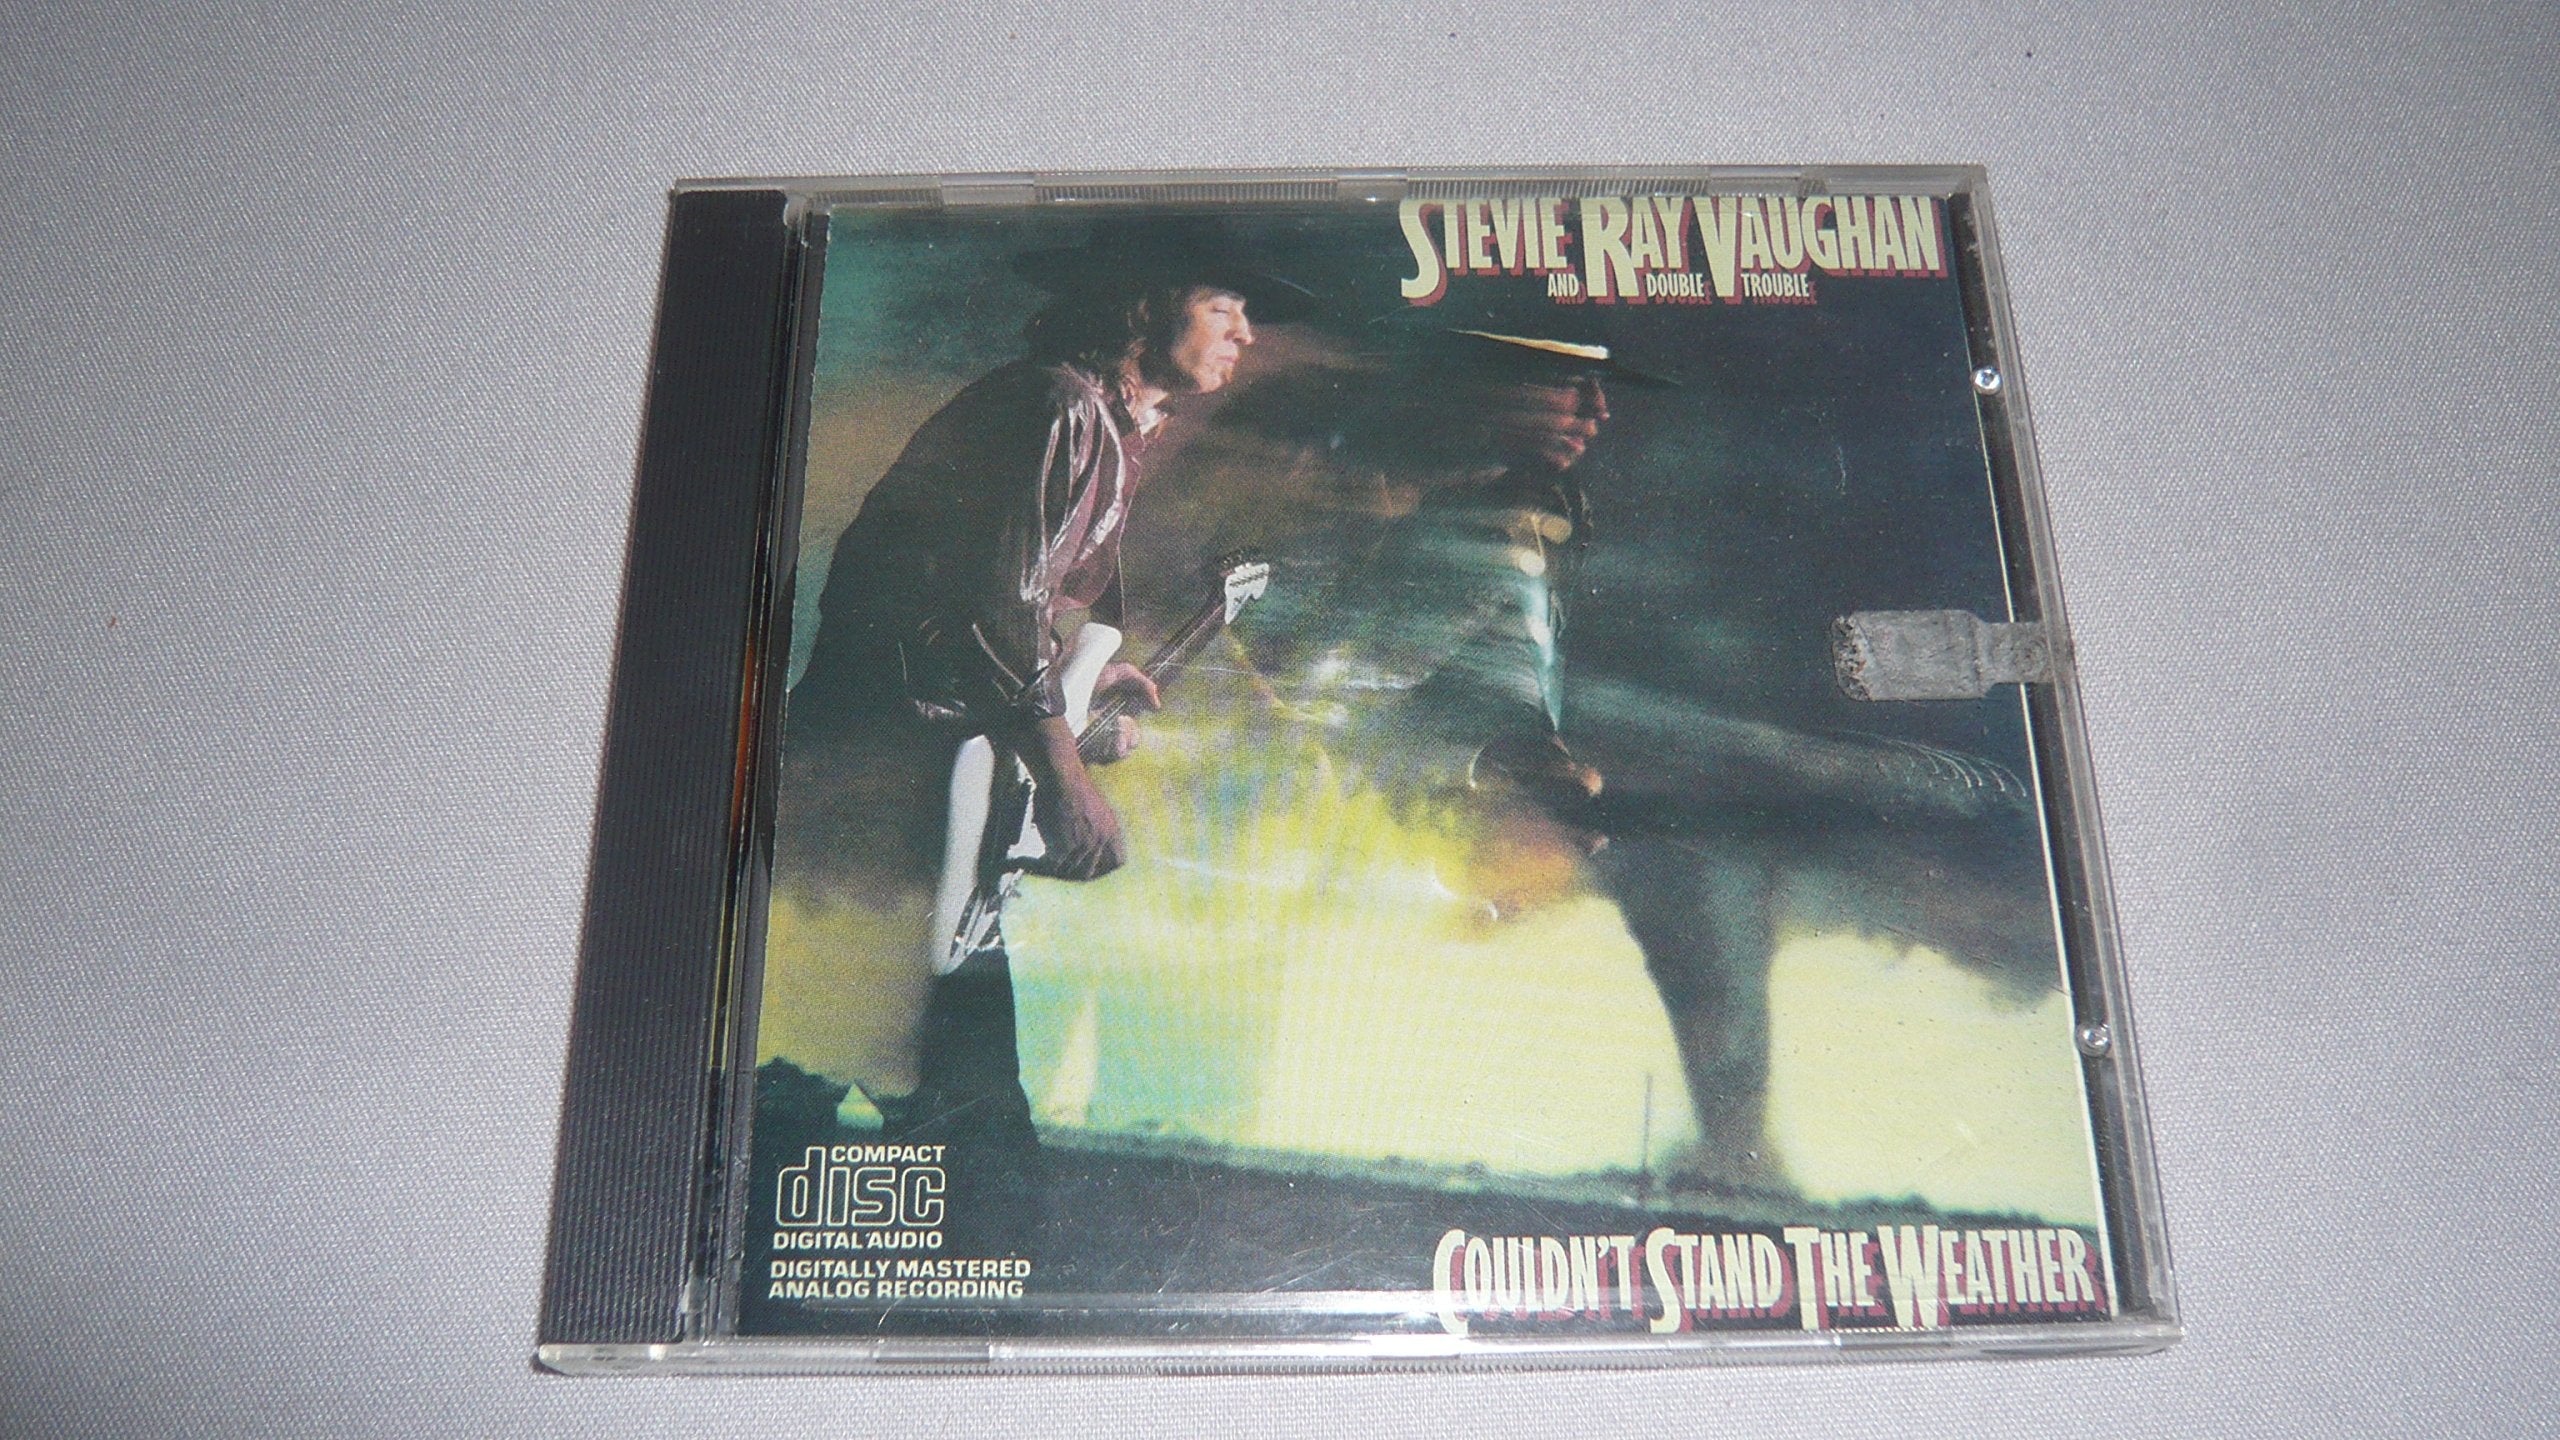 STEVIE RAY VAUGHAN
AND DOUBLE TROUBLE
COMPACT
disc
DIGITAL AUDIO
DIGITALLY MASTERED
ANALOG RECORDING
COULDN'T STAND THE WEATHER